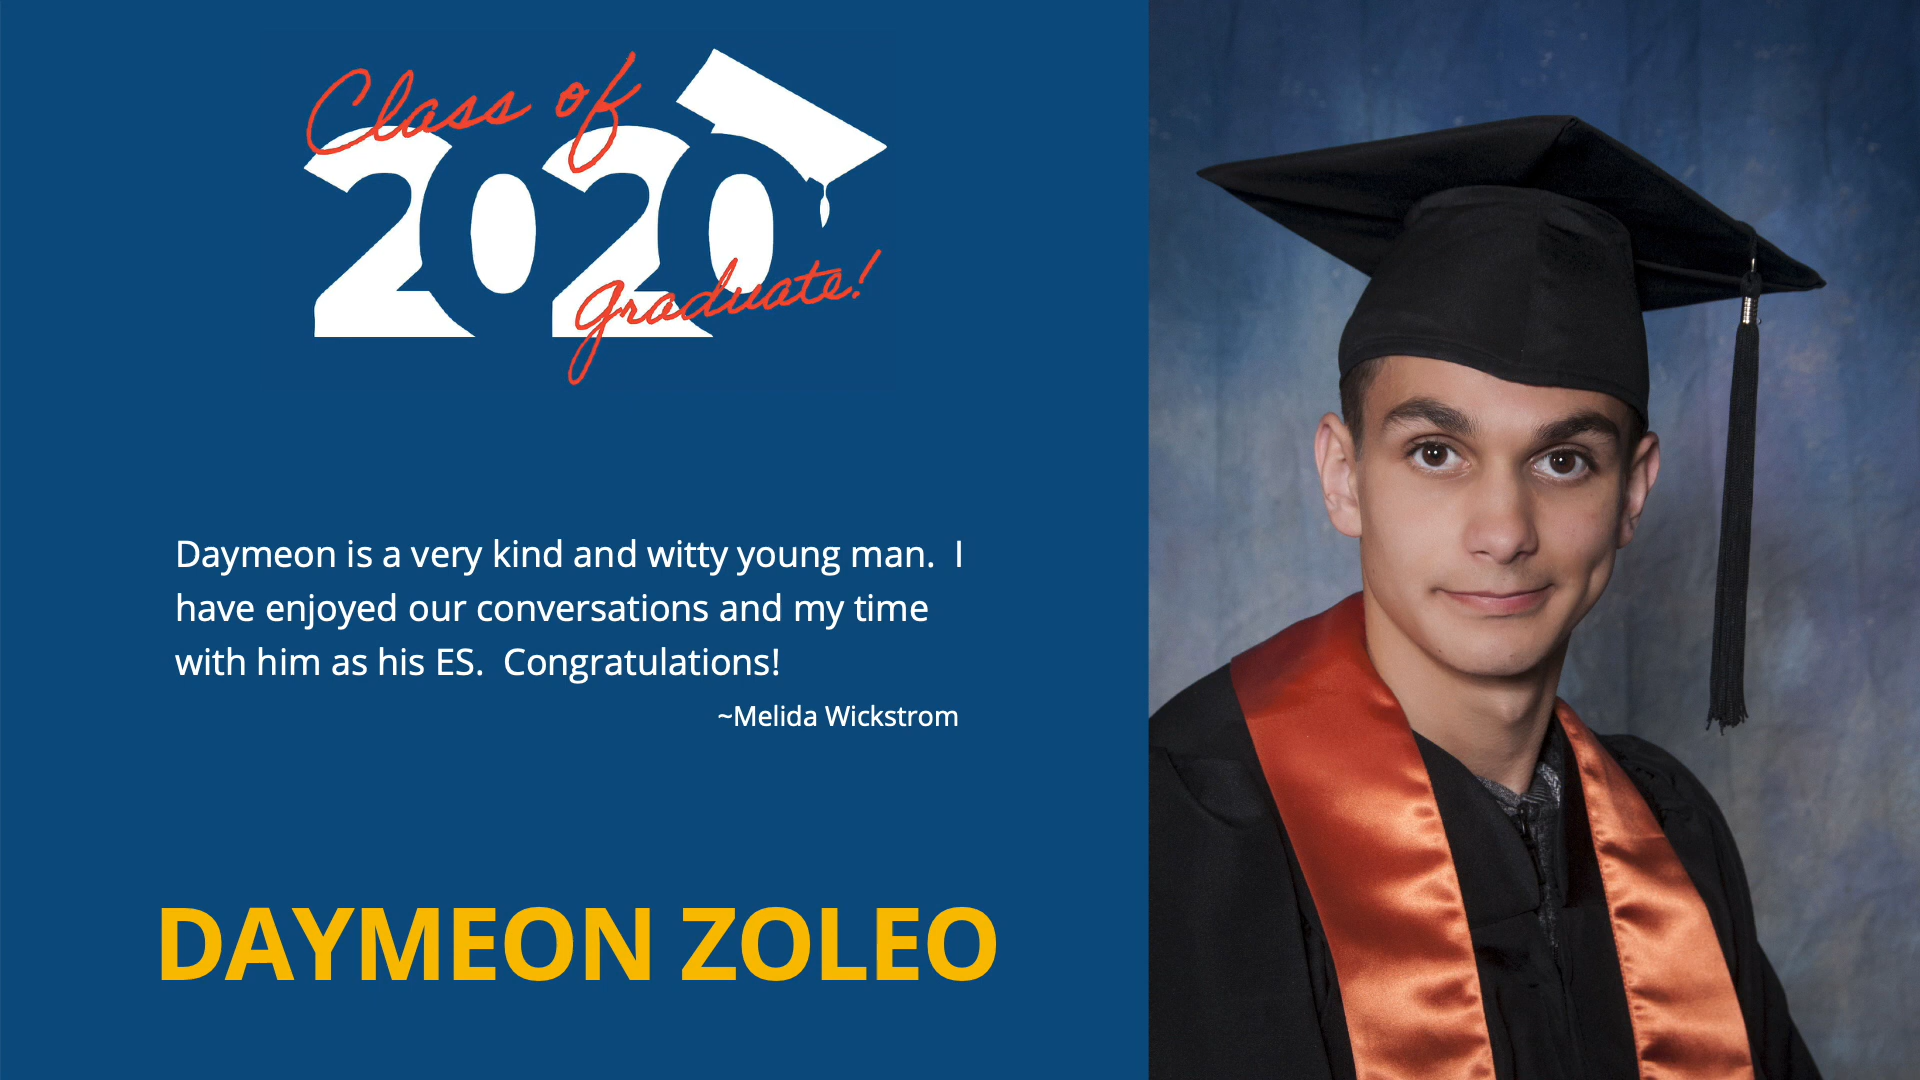 Class of
2020
graduate!
Daymeon is a very kind and witty young man.  I
have enjoyed our conversations and my time
with him as his ES.  Congratulations!
~Melida Wickstrom
DAYMEON ZOLEO